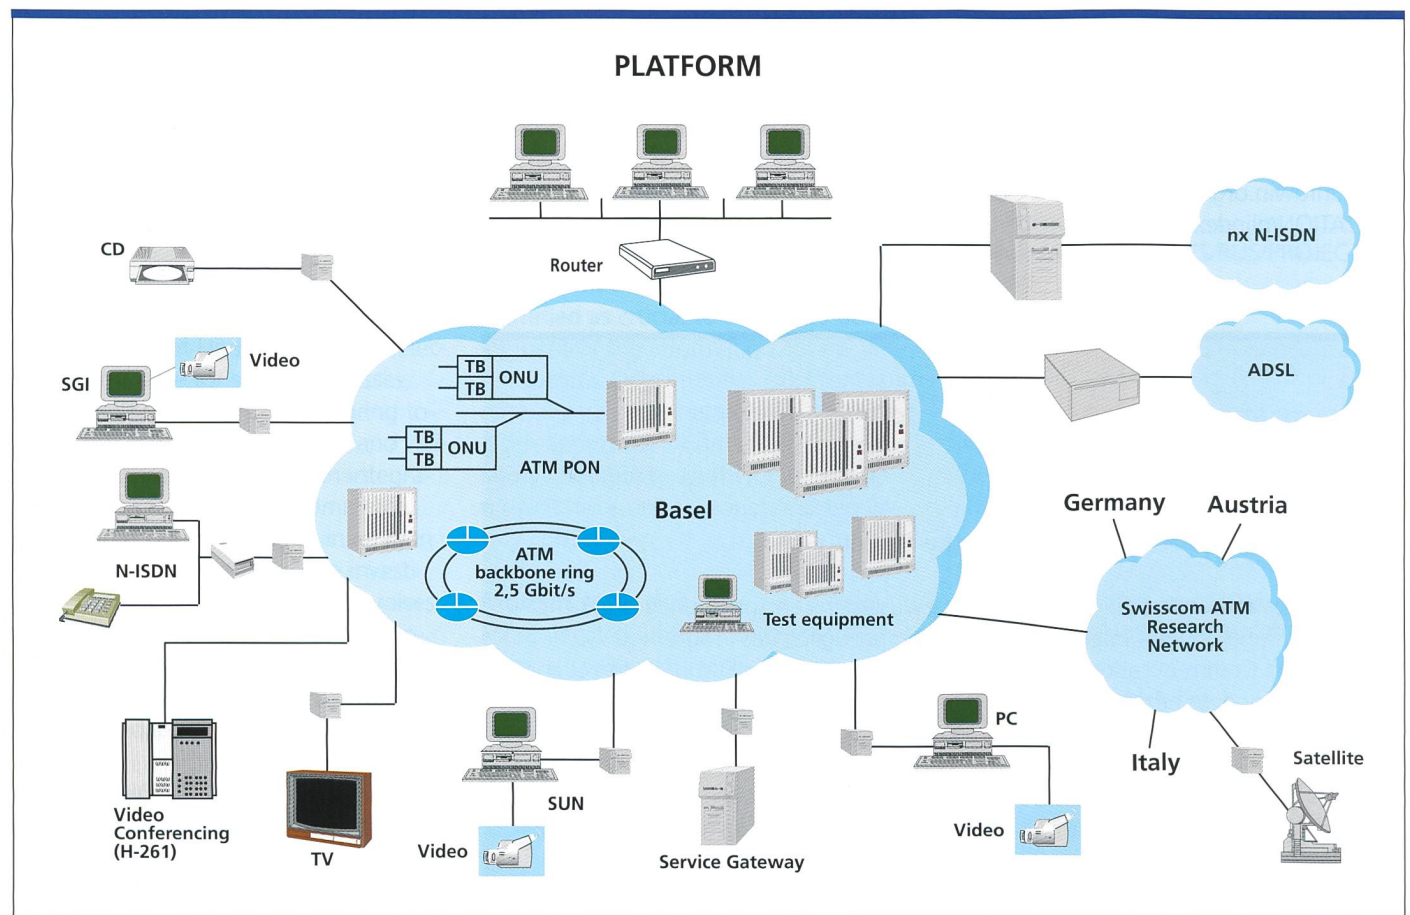 PLATFORM
CD
Router
nx N-ISDN
SGI
Video
TB
TB
ONU
ADSL
TB
TB
ONU
ATM PON
Basel
Germany
Austria
N-ISDN
ATM
backbone ring
2,5 Gbit/s
Test equipment
Swisscom ATM
Research
Network
PC
Italy
Satellite
Video
Conferencing
(H-261)
TV
SUN
Video
Service Gateway
Video